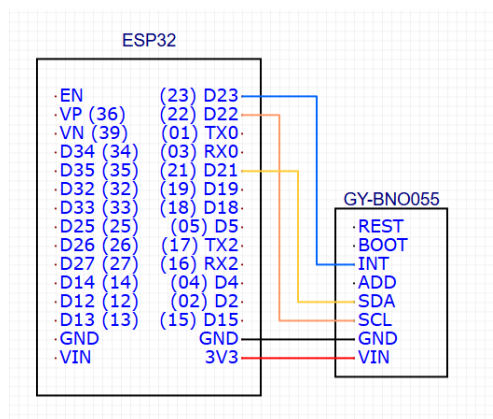 ESP32
EN (23) D23
VP (36) (22) D22
VN (39) (01) TX0
D34 (34) (03) RX0
D35 (35) (21) D21
D32 (32) (19) D19
D33 (33) (18) D18
D25 (25) (05) D5
D26 (26) (17) TX2
D27 (27) (16) RX2
D14 (14) (04) D4
D12 (12) (02) D2
D13 (13) (15) D15
GND GND
VIN 3V3
GY-BNO055
REST
BOOT
INT
ADD
SDA
SCL
GND
VIN